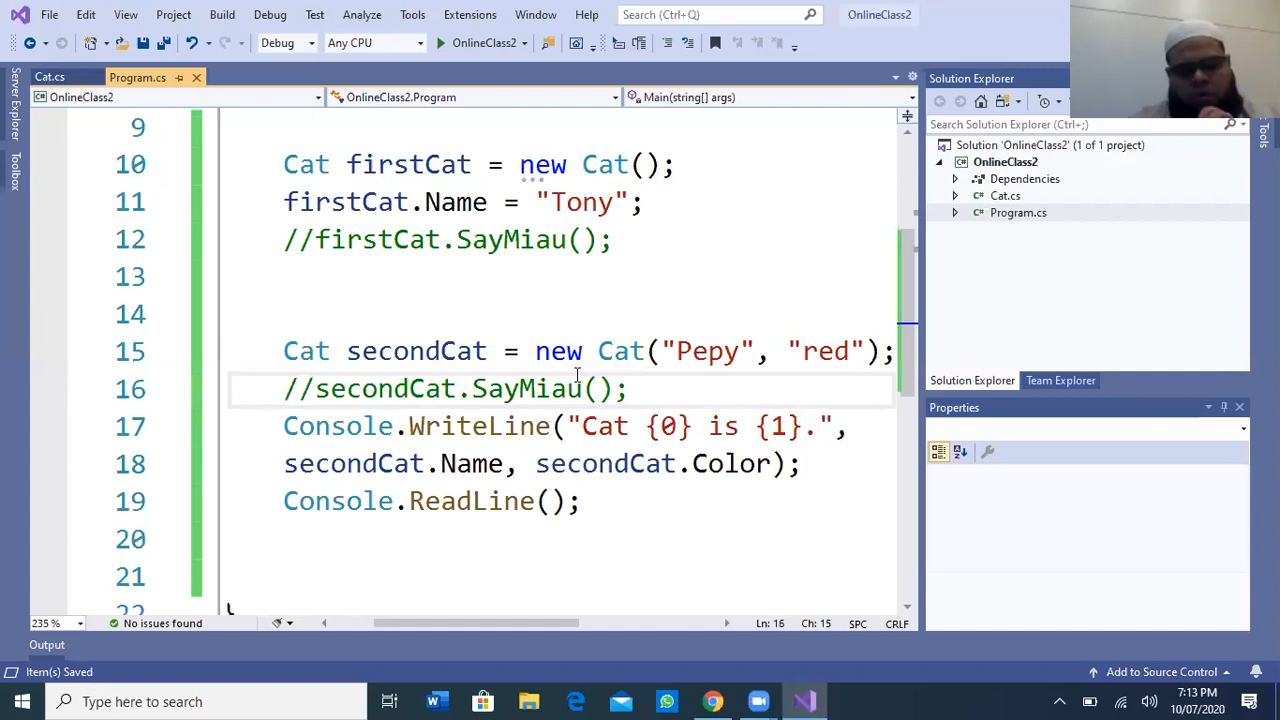 File Edit View Project Build Debug Test Analyze Tools Extensions Window Help Search (Ctrl+Q) OnlineClass2
Debug Any CPU OnlineClass2
Server Explorer
Toolbox
Cat.cs Program.cs
OnlineClass2 OnlineClass2.Program Main(string[] args)
9
10 Cat firstCat = new Cat();
11 firstCat.Name = "Tony";
12 //firstCat.SayMiau();
13
14
15 Cat secondCat = new Cat("Pepy", "red");
16 //secondCat.SayMiau();
17 Console.WriteLine("Cat {0} is {1}.",
18 secondCat.Name, secondCat.Color);
19 Console.ReadLine();
20
21
22 }
235 % No issues found Ln: 16 Ch: 15 SPC CRLF
Solution Explorer
Search Solution Explorer (Ctrl+;)
Solution 'OnlineClass2' (1 of 1 project)
OnlineClass2
Dependencies
C# Cat.cs
C# Program.cs
Solution Explorer Team Explorer
Properties
Tools
Output
Item(s) Saved Add to Source Control
Type here to search
7:13 PM
10/07/2020